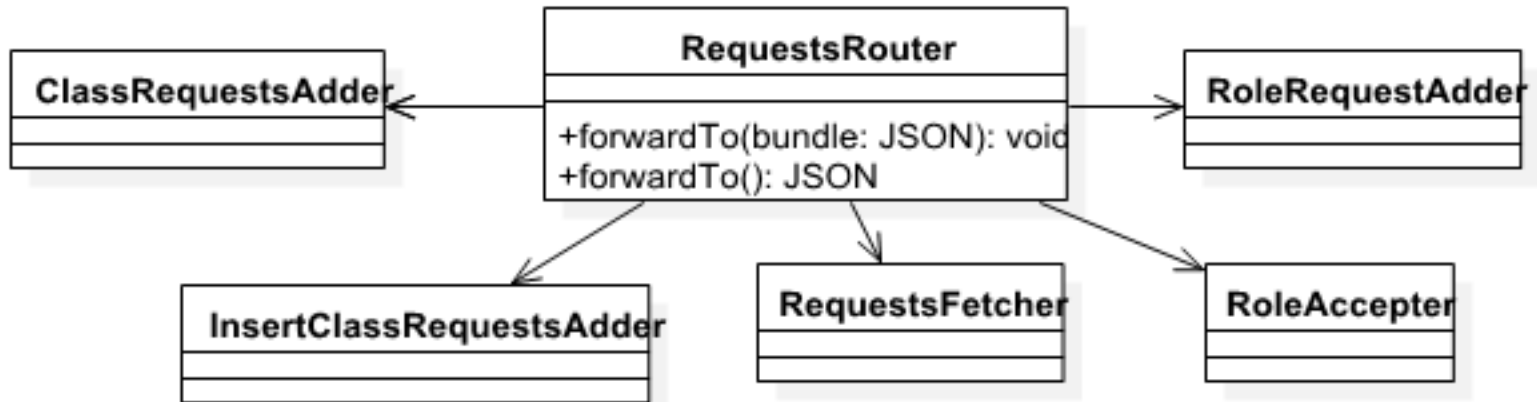 RequestsRouter
ClassRequestsAdder
RoleRequestAdder
+forwardTo(bundle: JSON): void
+forwardTo(): JSON
InsertClassRequestsAdder
RequestsFetcher
RoleAccepter